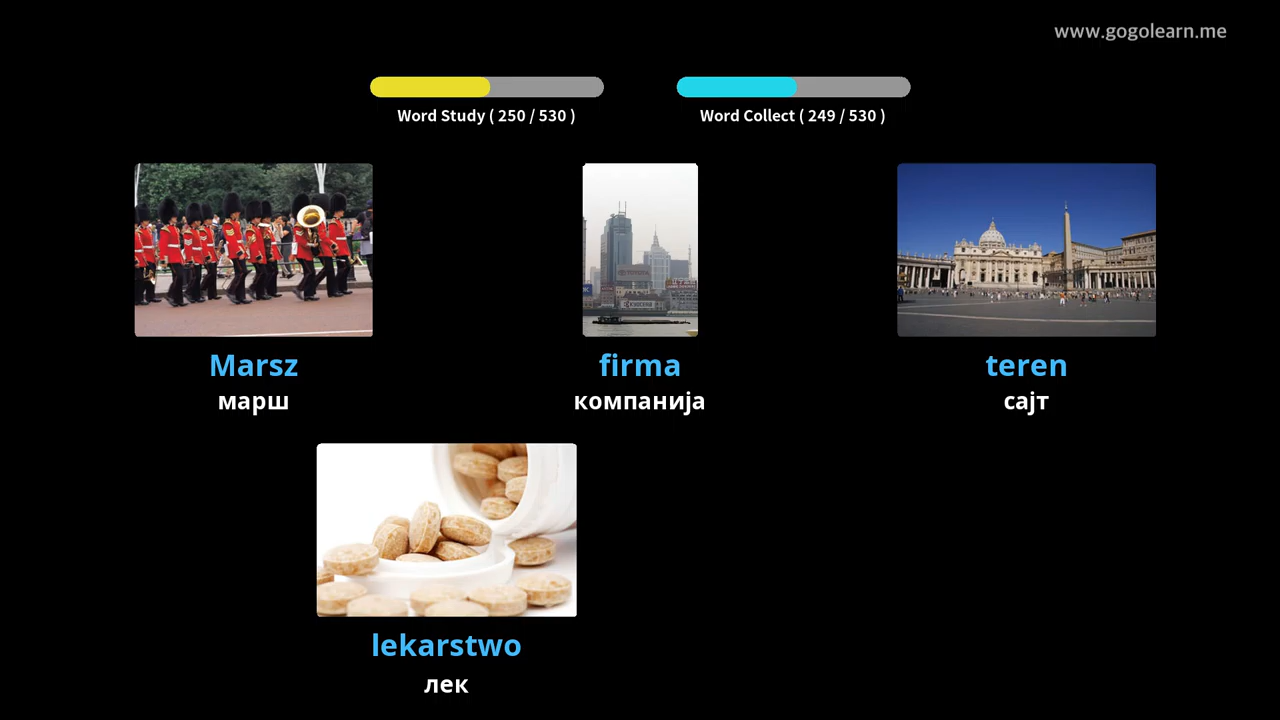 www.gogolearn.me
Word Study ( 250 / 530 )
Word Collect ( 249 / 530 )
Marsz
firma
teren
марш
компанија
сајт
TOYOTA
lekarstwo
лек